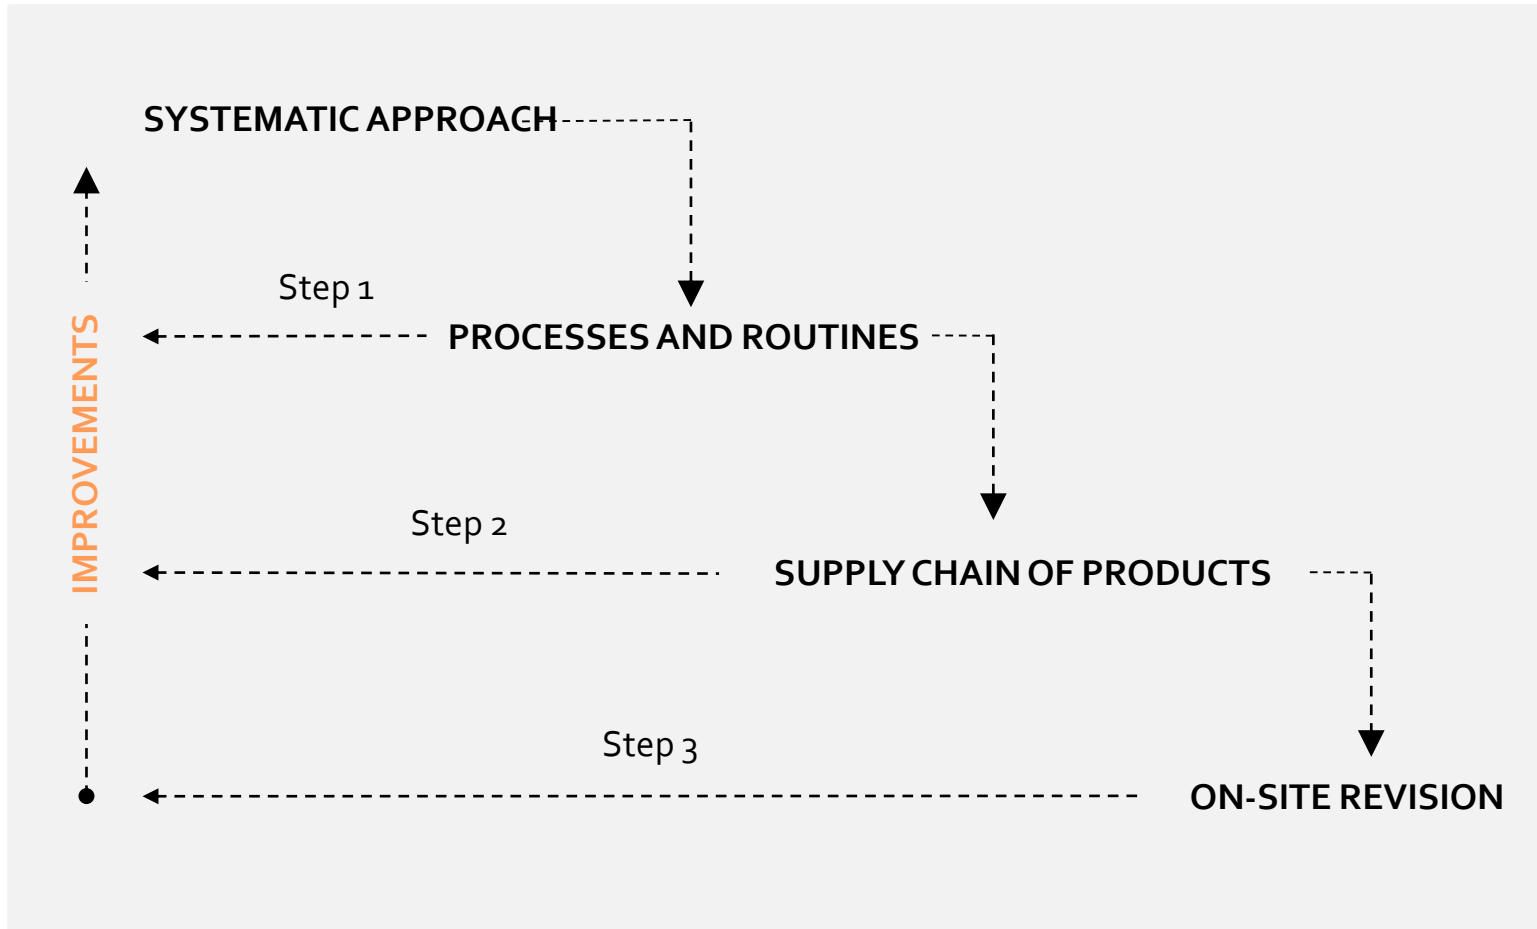 SYSTEMATIC APPROACH
Step 1
PROCESSES AND ROUTINES
IMPROVEMENTS
Step 2
SUPPLY CHAIN OF PRODUCTS
Step 3
ON-SITE REVISION